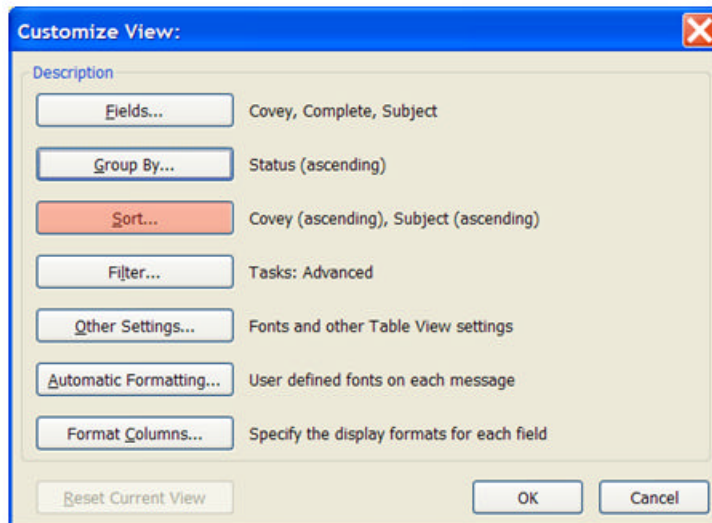 Customize View:
Description
Fields... Covey, Complete, Subject
Group By... Status (ascending)
Sort... Covey (ascending), Subject (ascending)
Filter... Tasks: Advanced
Other Settings... Fonts and other Table View settings
Automatic Formatting... User defined fonts on each message
Format Columns... Specify the display formats for each field
Reset Current View OK Cancel